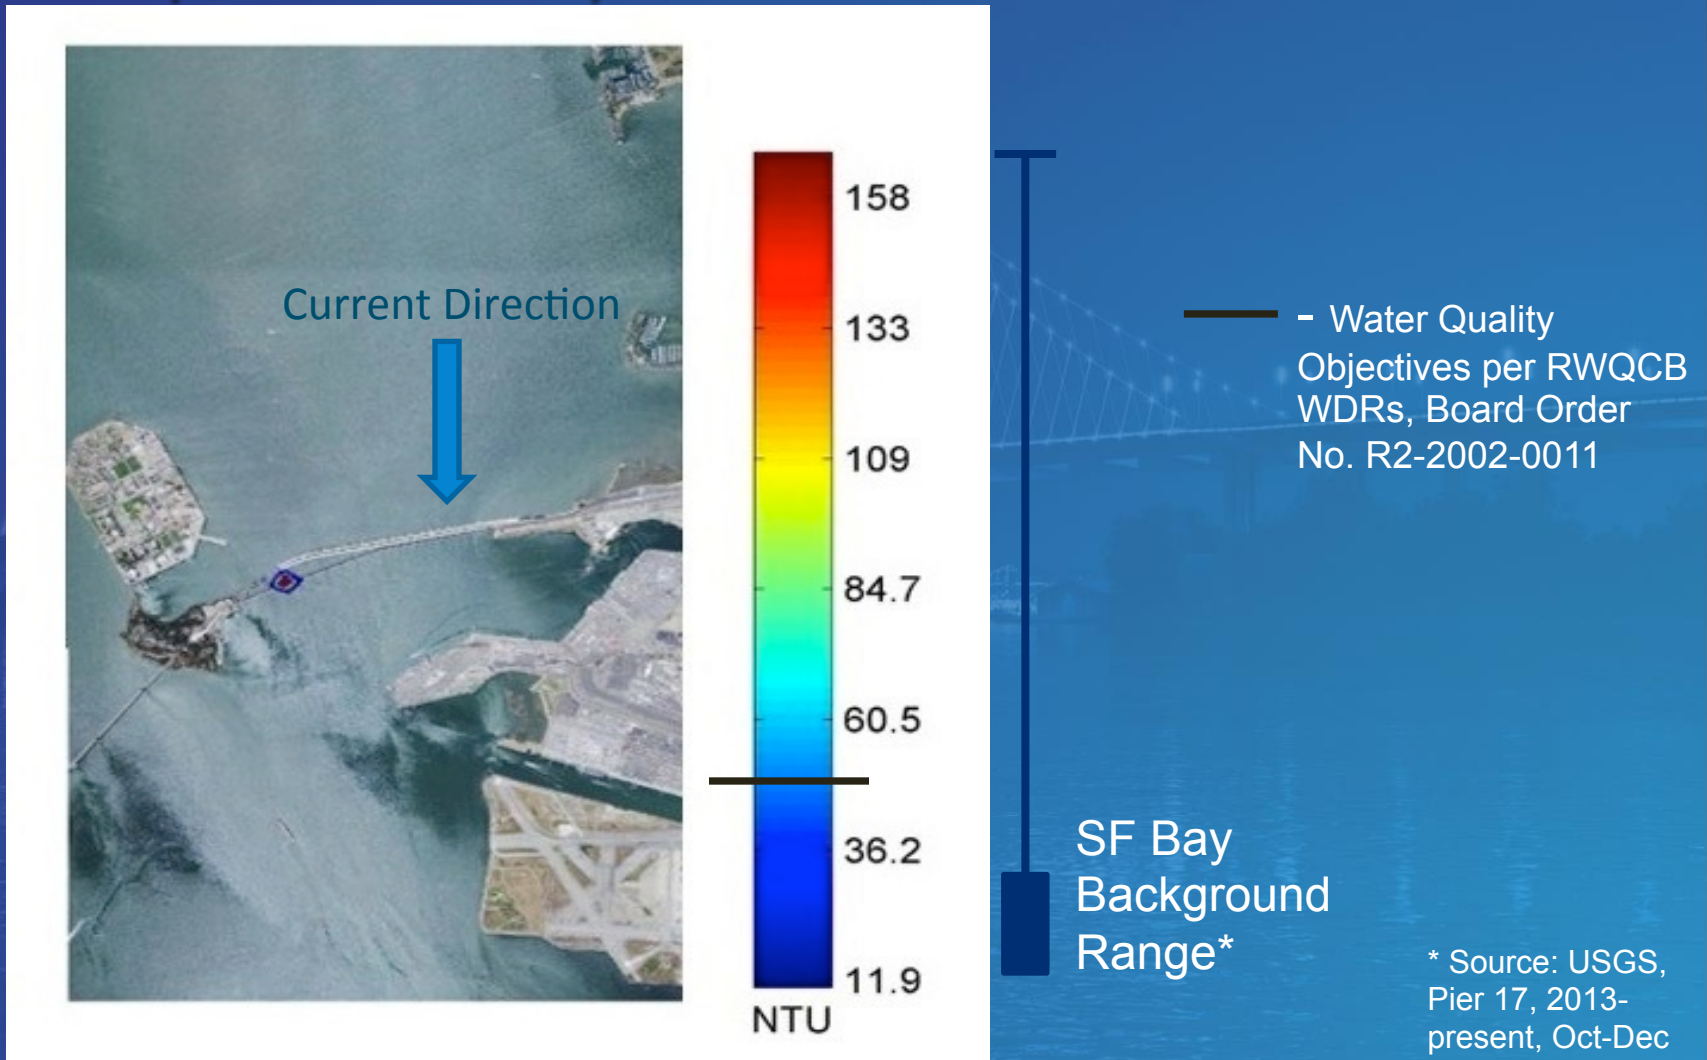 Current Direction
158
133
109
84.7
60.5
36.2
11.9
NTU
- Water Quality
Objectives per RWQCB
WDRs, Board Order
No. R2-2002-0011
SF Bay
Background
Range*
* Source: USGS,
Pier 17, 2013-
present, Oct-Dec